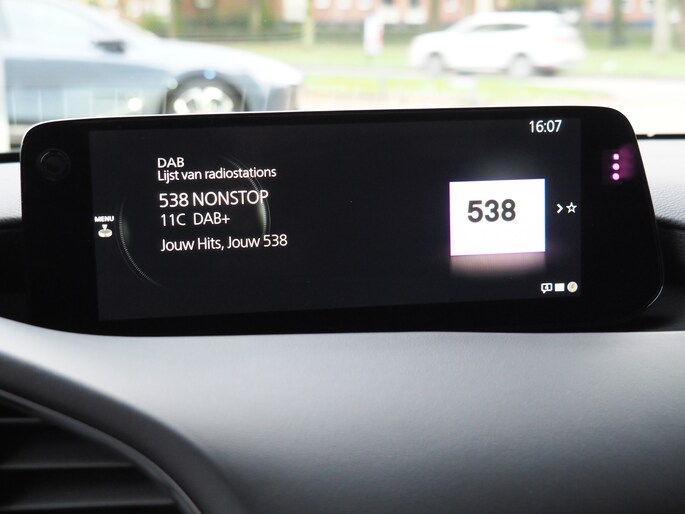 16:07
DAB
Lijst van radiostations
538 NONSTOP
11C DAB+
Jouw Hits, Jouw 538
538
MENU